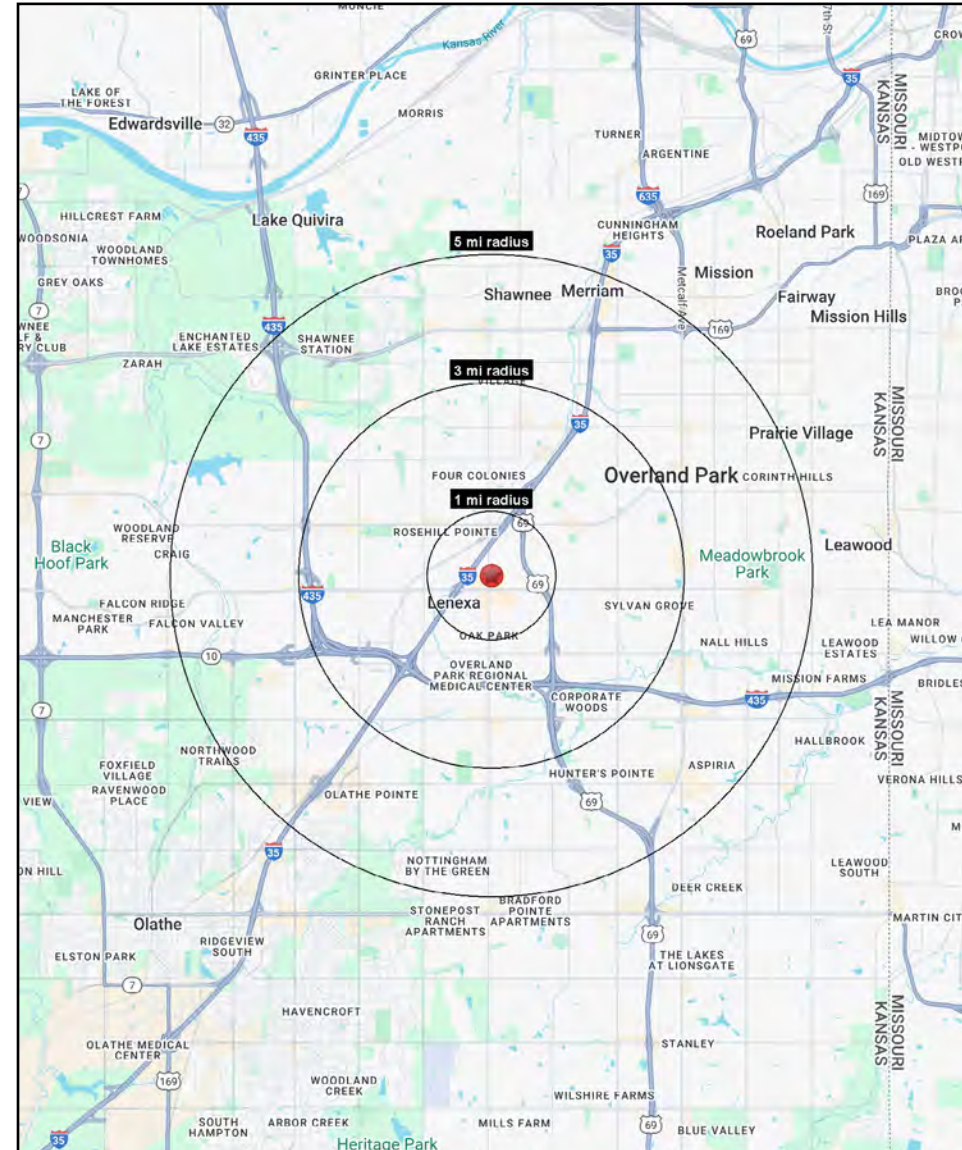 MUNCIE
Kansas River
69
7th St
35
MISSOURI
KANSAS
GRINTER PLACE
LAKE OF
THE FOREST
Edwardsville
32
435
MORRIS
TURNER
ARGENTINE
OLD WEST
635
169
HILLCREST FARM
WOODSONIA
Lake Quivira
WOODLAND
TOWNHOMES
CUNNINGHAM
HEIGHTS
Roeland Park
PLAZA
5 mi radius
35
GREY OAKS
Mission
Metcalf Ave
Shawnee
Merriam
Fairway
Mission Hills
7
435
169
ENCHANTED
LAKE ESTATES
SHAWNEE
STATION
ZARAH
3 mi radius
VILLAGE
MISSOURI
KANSAS
35
7
Prairie Village
FOUR COLONIES
Overland Park
CORINTH HILLS
1 mi radius
69
WOODLAND
RESERVE
CRAIG
ROSEHILL POINTE
Black
Hoof Park
Leawood
Meadowbrook
Park
35
69
435
FALCON RIDGE
Lenexa
SYLVAN GROVE
MANCHESTER
PARK
FALCON VALLEY
LEA MANOR
OAK PARK
NALL HILLS
LEAWOOD
ESTATES
WILLOW
10
OVERLAND
PARK REGIONAL
MEDICAL CENTER
MISSION FARMS
435
CORPORATE
WOODS
MISSOURI
KANSAS
7
HALLBROOK
NORTHWOOD
TRAILS
FOXFIELD
VILLAGE
RAVENWOOD
PLACE
HUNTER'S POINTE
ASPIRIA
VERONA HILLS
VIEW
OLATHE POINTE
69
35
NOTTINGHAM
BY THE GREEN
LEAWOOD
SOUTH
ON HILL
DEER CREEK
STONEPOST
RANCH
APARTMENTS
BRADFORD
POINTE
APARTMENTS
MARTIN CIT
Olathe
69
RIDGEVIEW
SOUTH
ELSTON PARK
THE LAKES
AT LIONSGATE
7
HAVENCROFT
MISSOURI
KANSAS
OLATHE MEDICAL
CENTER
STANLEY
169
WOODLAND
CREEK
WILSHIRE FARMS
SOUTH
HAMPTON
ARBOR CREEK
MILLS FARM
69
BLUE VALLEY
35
Heritage Park